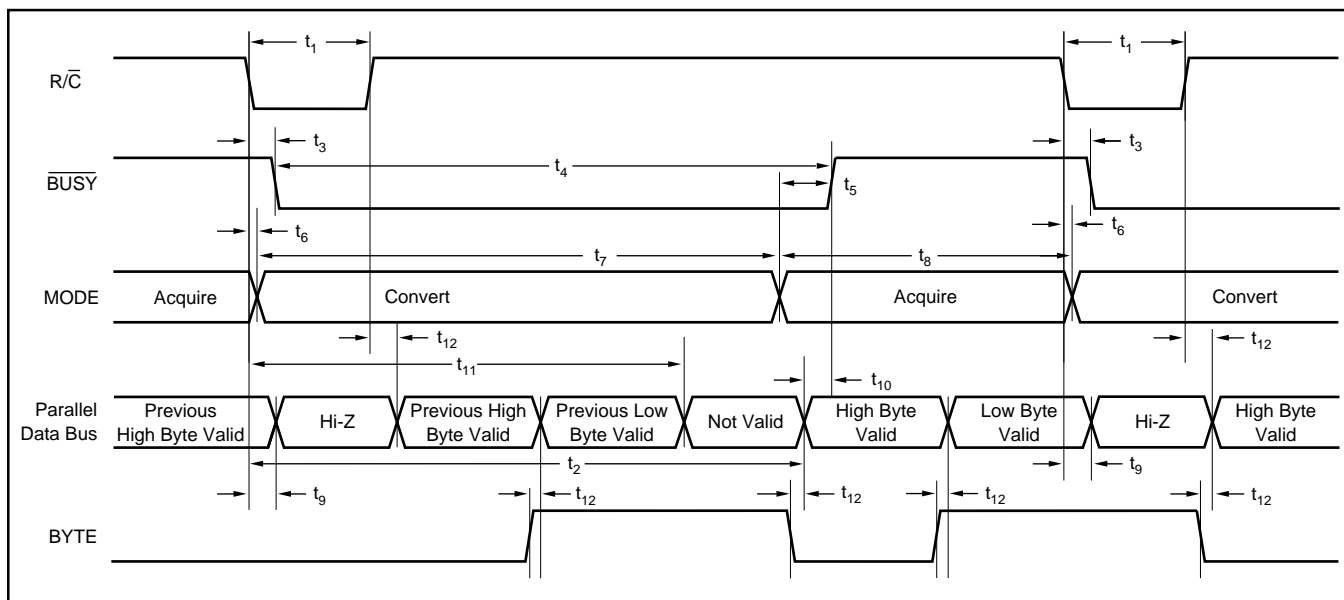 t1 t1
R/C̅
t3 t3
t4
B̅U̅S̅Y̅ t5
t6 t6
t7 t8
MODE Acquire Convert Acquire Convert
t12 t12
t11
t10
Parallel
Data Bus
Previous
High Byte Valid
Hi-Z
Previous High
Byte Valid
Previous Low
Byte Valid
Not Valid
High Byte
Valid
Low Byte
Valid
Hi-Z
High Byte
Valid
t2
t9 t12 t12 t12 t9 t12
BYTE